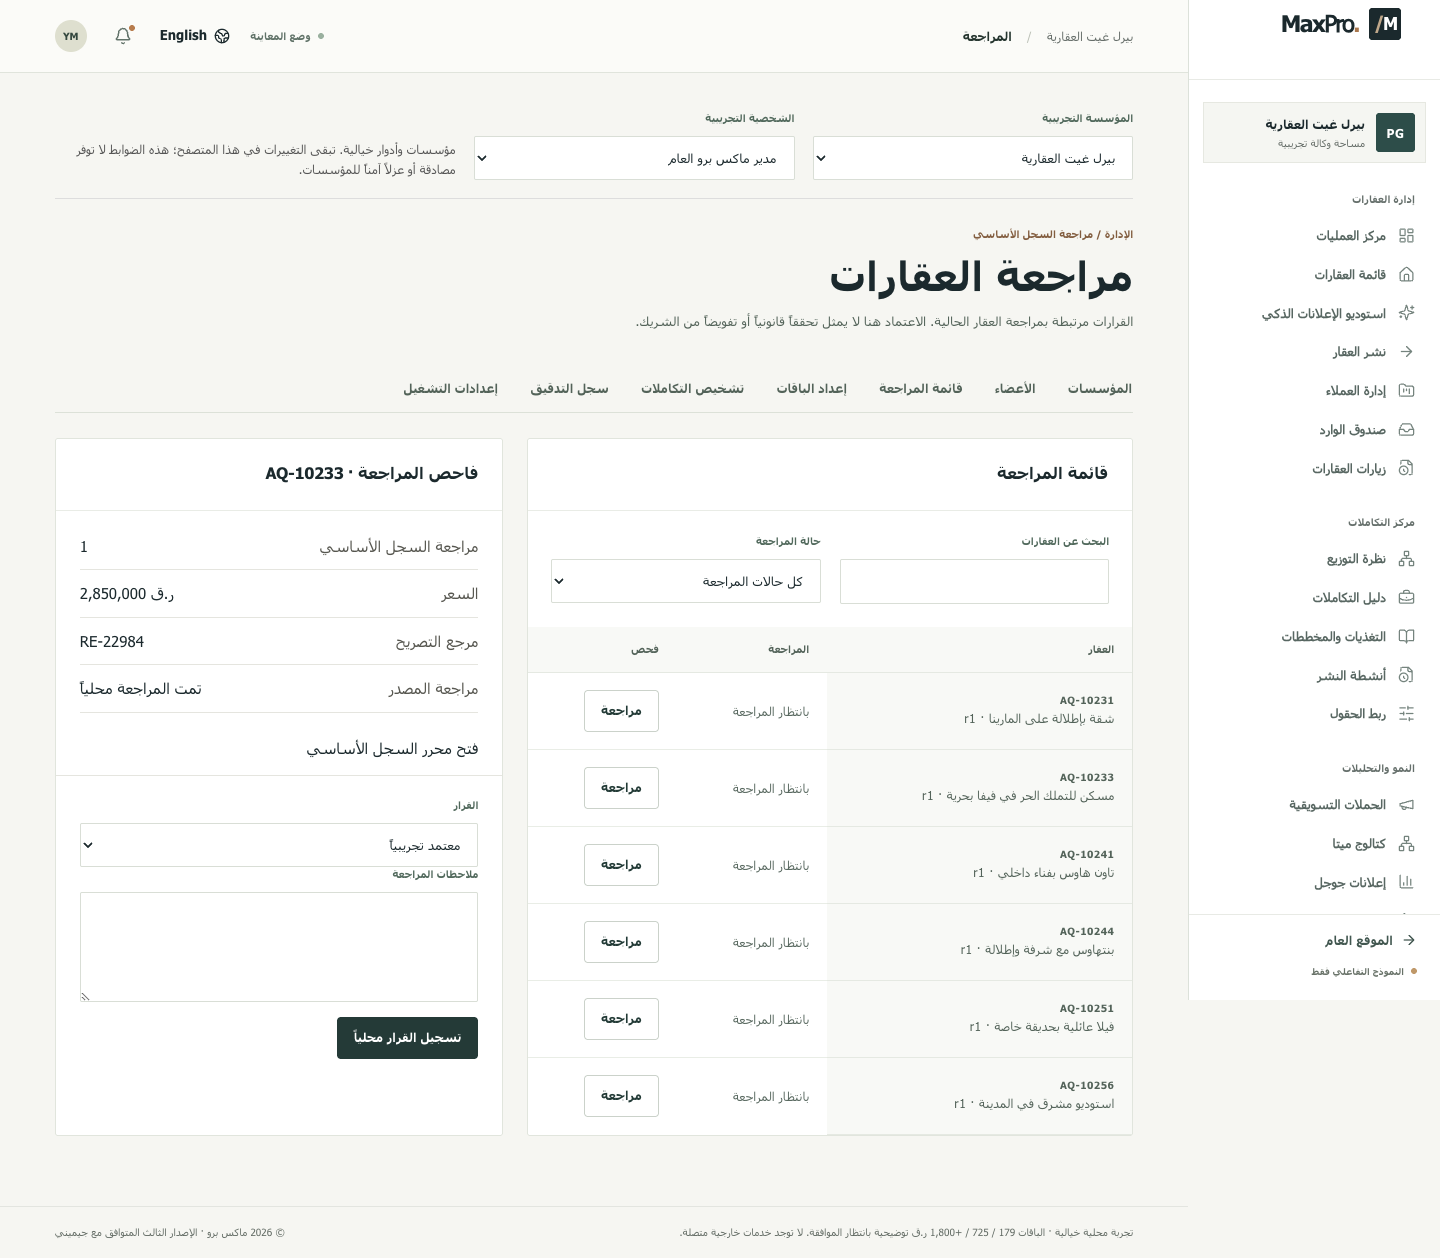 MaxPro.
/M
بيرل غيت العقارية / المراجعة
وضع المعاينة
English
YM
PG
بيرل غيت العقارية
مساحة وكالة تجريبية
إدارة العقارات
مركز العمليات
قائمة العقارات
استوديو الإعلانات الذكي
نشر العقار
إدارة العملاء
صندوق الوارد
زيارات العقارات
مركز التكاملات
نظرة التوزيع
دليل التكاملات
التغذيات والمخططات
أنشطة النشر
ربط الحقول
النمو والتحليلات
الحملات التسويقية
كتالوج ميتا
إعلانات جوجل
الموقع العام
النموذج التفاعلي فقط
المؤسسة التجريبية
بيرل غيت العقارية
الشخصية التجريبية
مدير ماكس برو العام
مؤسسات وأدوار خيالية. تبقى التغييرات في هذا المتصفح؛ هذه الضوابط لا توفر
مصادقة أو عزلاً آمناً للمؤسسات.
الإدارة / مراجعة السجل الأساسي
مراجعة العقارات
القرارات مرتبطة بمراجعة العقار الحالية. الاعتماد هنا لا يمثل تحققاً قانونياً أو تفويضاً من الشريك.
المؤسسات
الأعضاء
قائمة المراجعة
إعداد الباقات
تشخيص التكاملات
سجل التدقيق
إعدادات التشغيل
قائمة المراجعة
البحث عن العقارات
حالة المراجعة
كل حالات المراجعة
العقار المراجعة فحص
AQ-10231
شقة بإطلالة على المارينا · r1
بانتظار المراجعة
مراجعة
AQ-10233
مسكن للتملك الحر في فيفا بحرية · r1
بانتظار المراجعة
مراجعة
AQ-10241
تاون هاوس بفناء داخلي · r1
بانتظار المراجعة
مراجعة
AQ-10244
بنتهاوس مع شرفة وإطلالة · r1
بانتظار المراجعة
مراجعة
AQ-10251
فيلا عائلية بحديقة خاصة · r1
بانتظار المراجعة
مراجعة
AQ-10256
استوديو مشرق في المدينة · r1
بانتظار المراجعة
مراجعة
فاحص المراجعة · AQ-10233
مراجعة السجل الأساسي 1
السعر ر.ق 2,850,000
مرجع التصريح RE-22984
مراجعة المصدر تمت المراجعة محلياً
فتح محرر السجل الأساسي
القرار
معتمد تجريبياً
ملاحظات المراجعة
تسجيل القرار محلياً
تجربة محلية خيالية · الباقات 179 / 725 / +1,800 ر.ق توضيحية بانتظار الموافقة. لا توجد خدمات خارجية متصلة.
© 2026 ماكس برو · الإصدار الثالث المتوافق مع جيميني